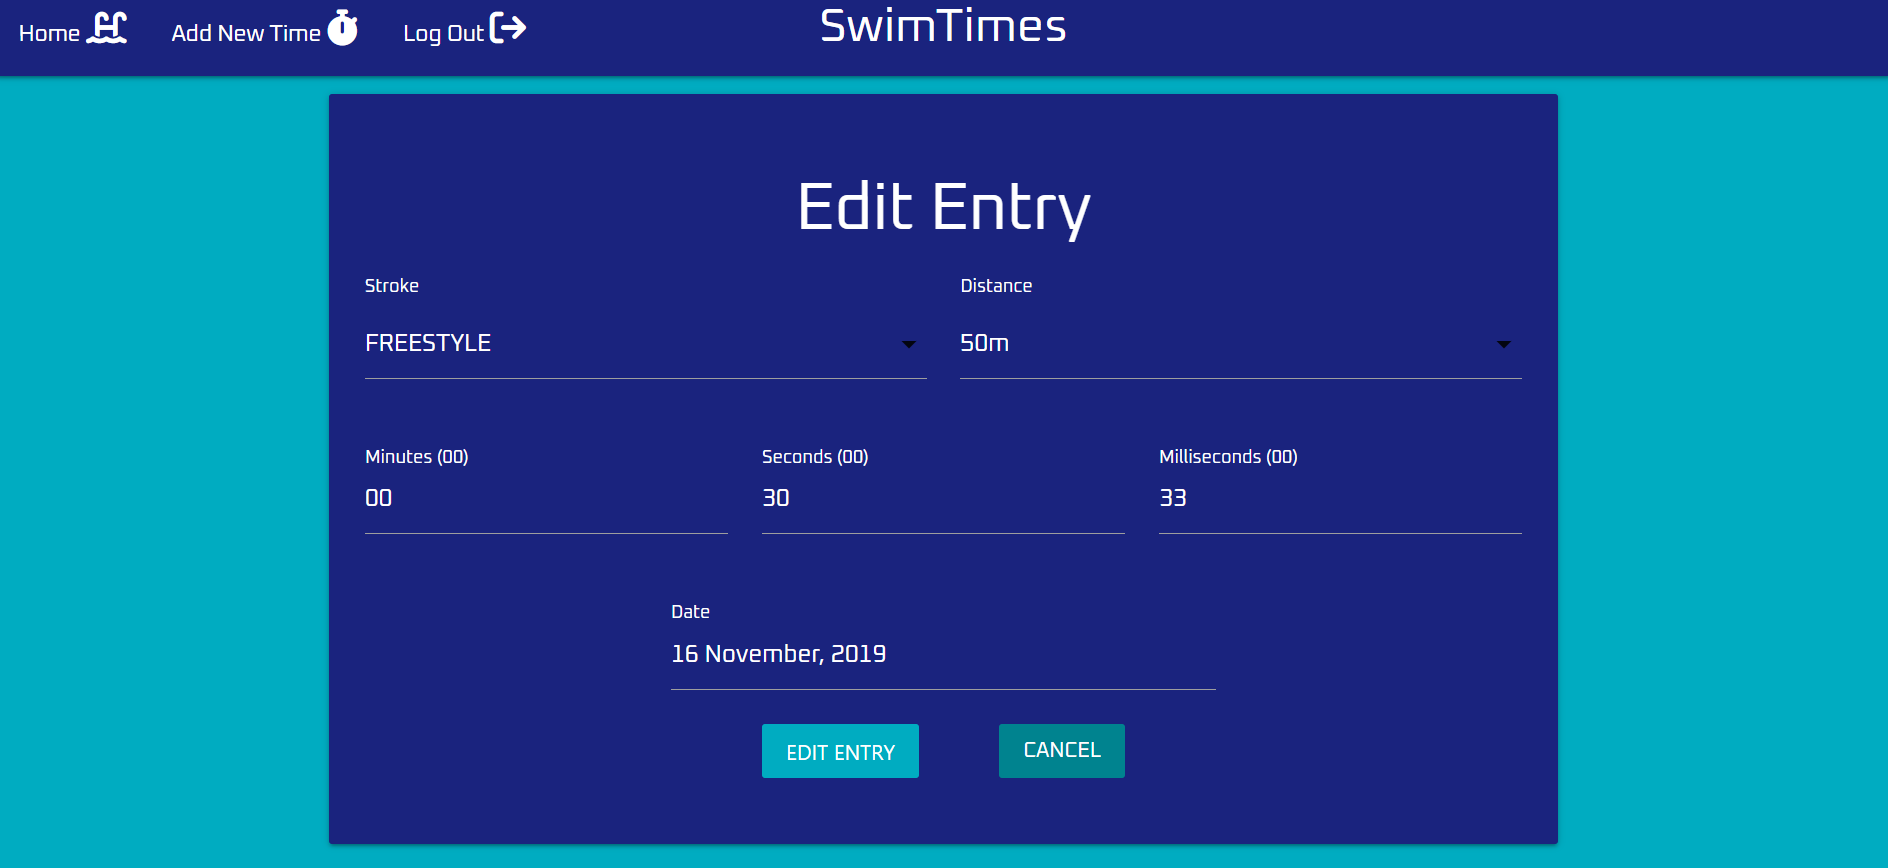 Home Add New Time Log Out SwimTimes
Edit Entry
Stroke Distance
FREESTYLE 50m
Minutes (00) Seconds (00) Milliseconds (00)
00 30 33
Date
16 November, 2019
EDIT ENTRY CANCEL